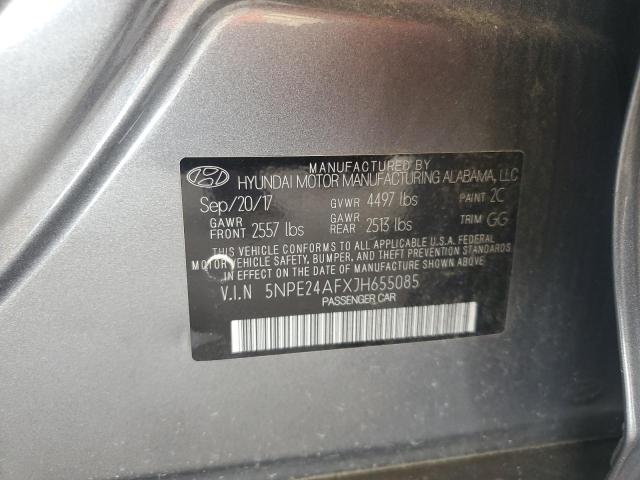 MANUFACTURED BY
HYUNDAI MOTOR MANUFACTURING ALABAMA, LLC
Sep/20/17 GVWR 4497 lbs PAINT 2C
GAWR FRONT 2557 lbs GAWR REAR 2513 lbs TRIM GG
THIS VEHICLE CONFORMS TO ALL APPLICABLE U.S.A. FEDERAL
MOTOR VEHICLE SAFETY, BUMPER, AND THEFT PREVENTION STANDARDS
IN EFFECT ON THE DATE OF MANUFACTURE SHOWN ABOVE.
V.I.N 5NPE24AFXJH655085
PASSENGER CAR